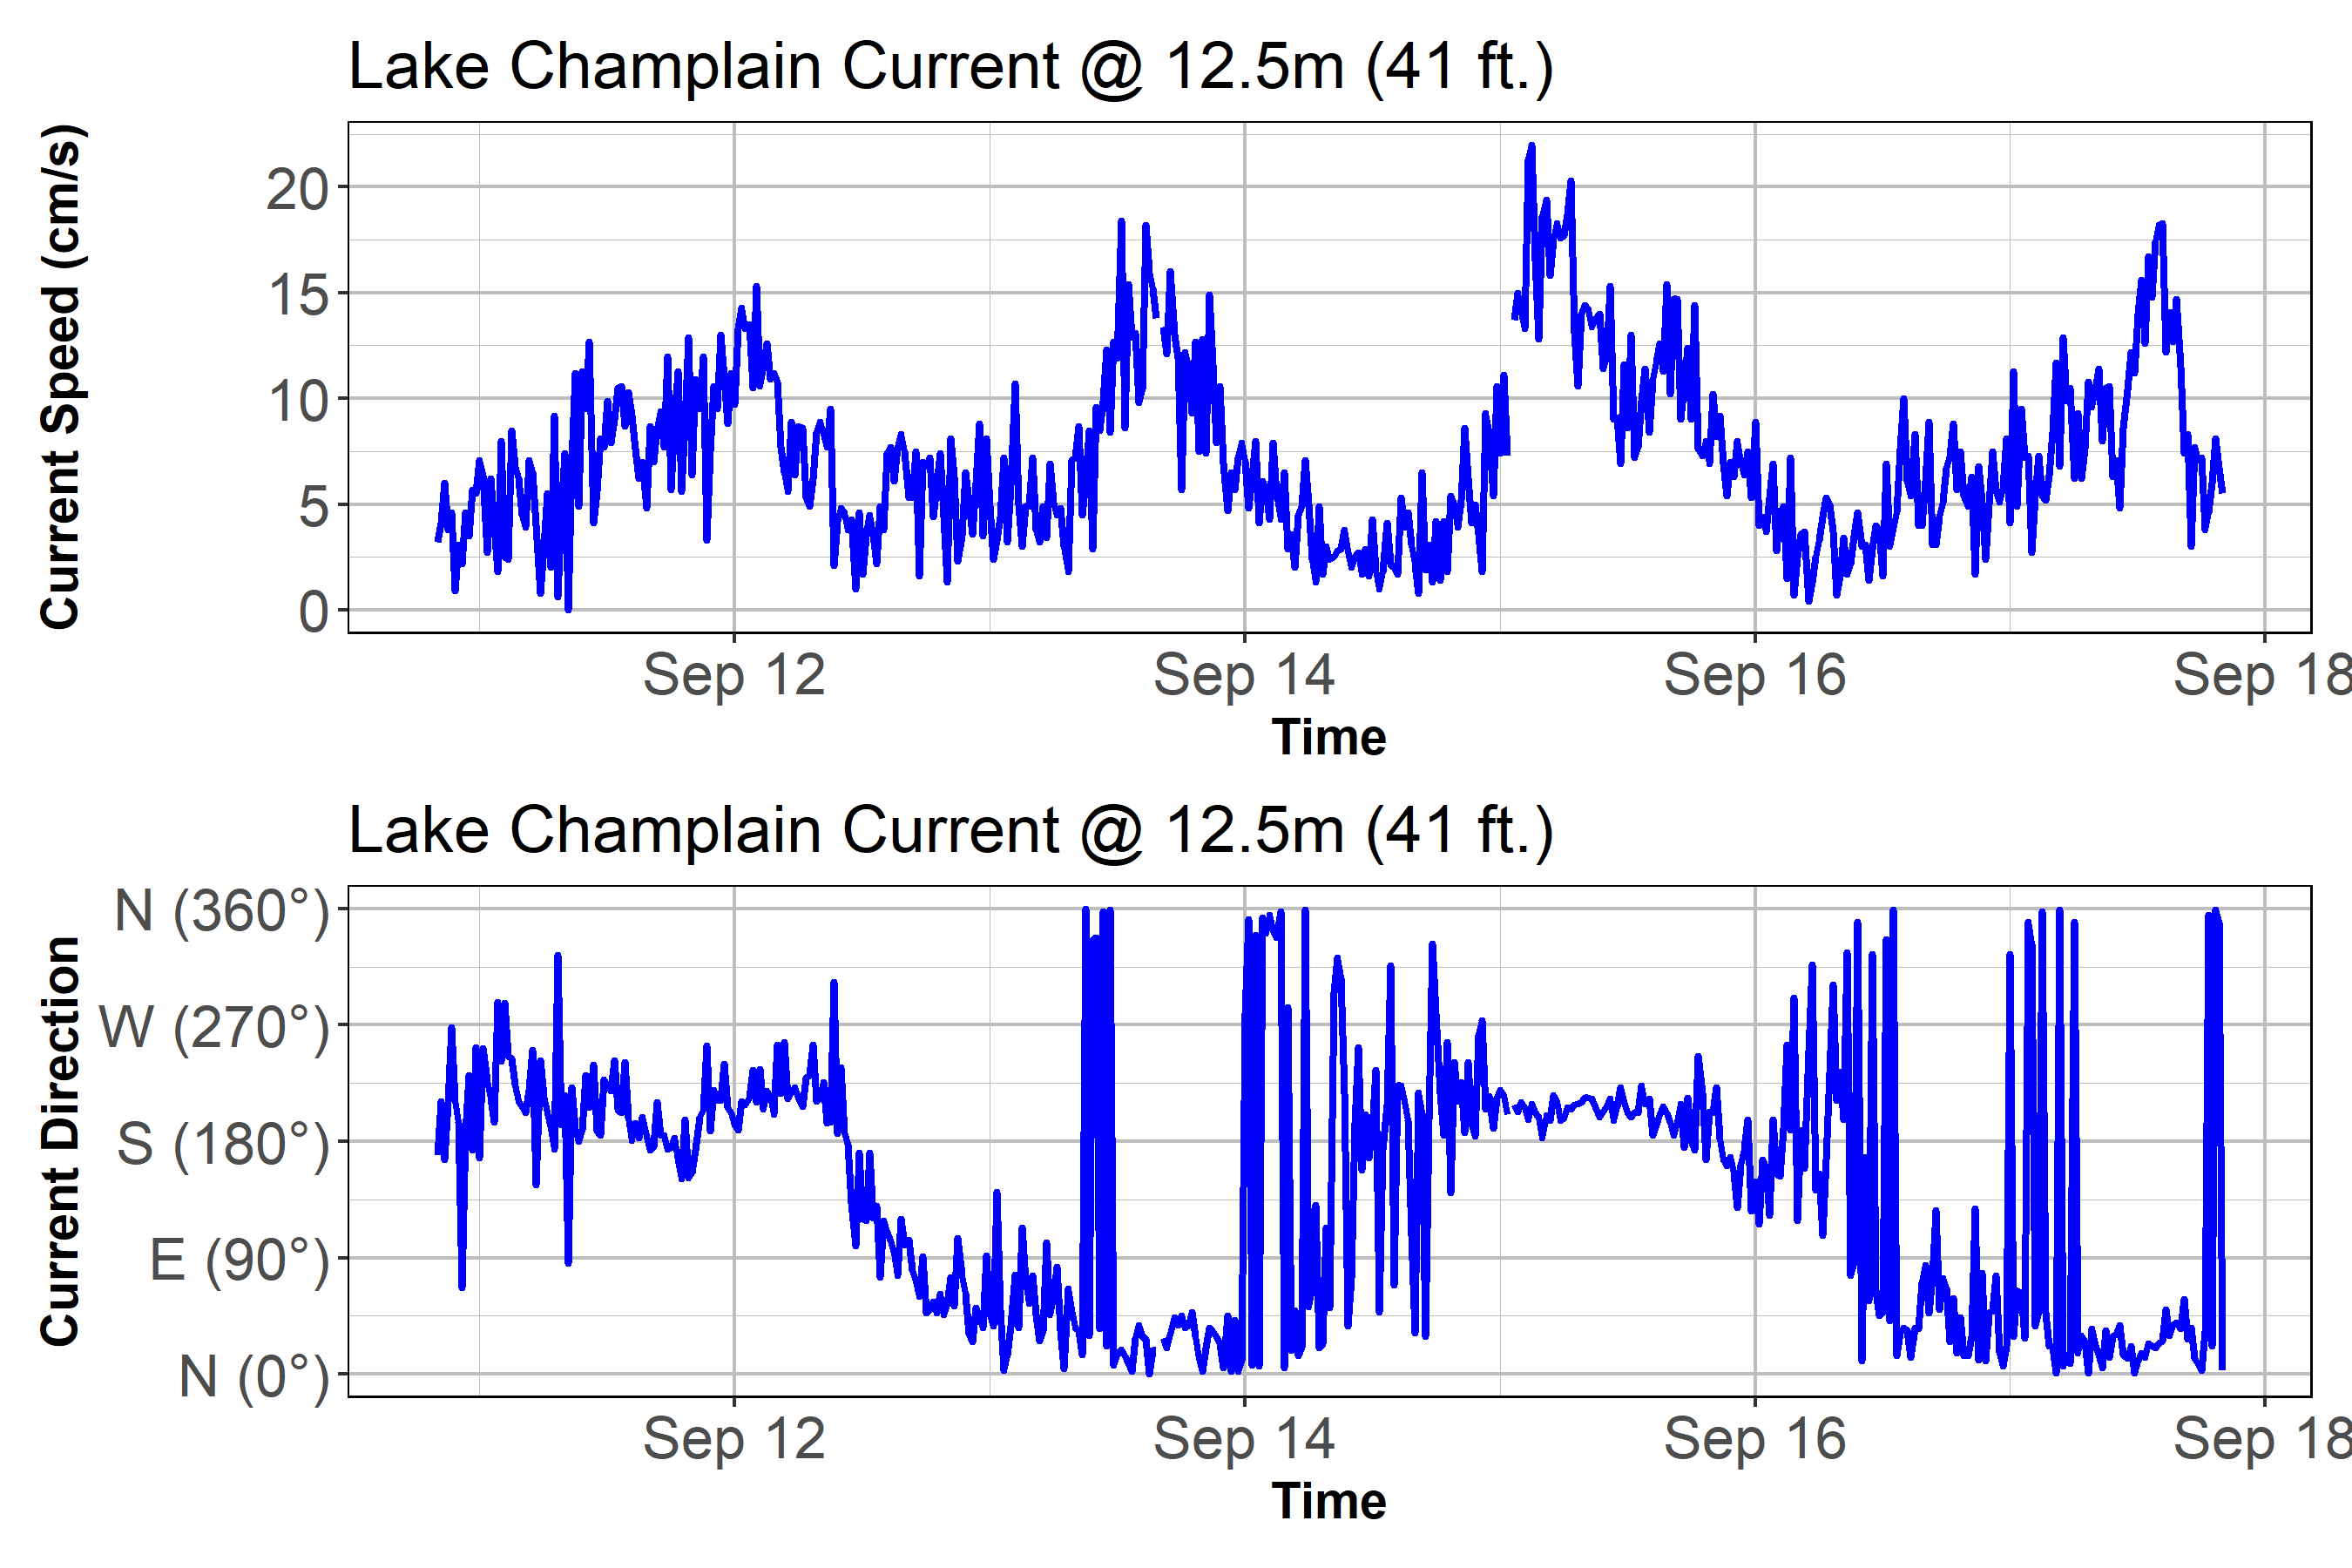 Lake Champlain Current @ 12.5m (41 ft.)
Current Speed (cm/s)
20
15
10
5
0
Sep 12
Sep 14
Sep 16
Sep 18
Time
Lake Champlain Current @ 12.5m (41 ft.)
Current Direction
N (360°)
W (270°)
S (180°)
E (90°)
N (0°)
Sep 12
Sep 14
Sep 16
Sep 18
Time